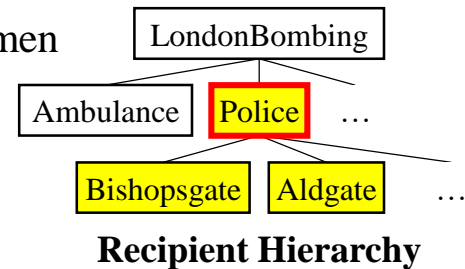 men
LondonBombing
Ambulance Police …
Bishopsgate Aldgate …
Recipient Hierarchy